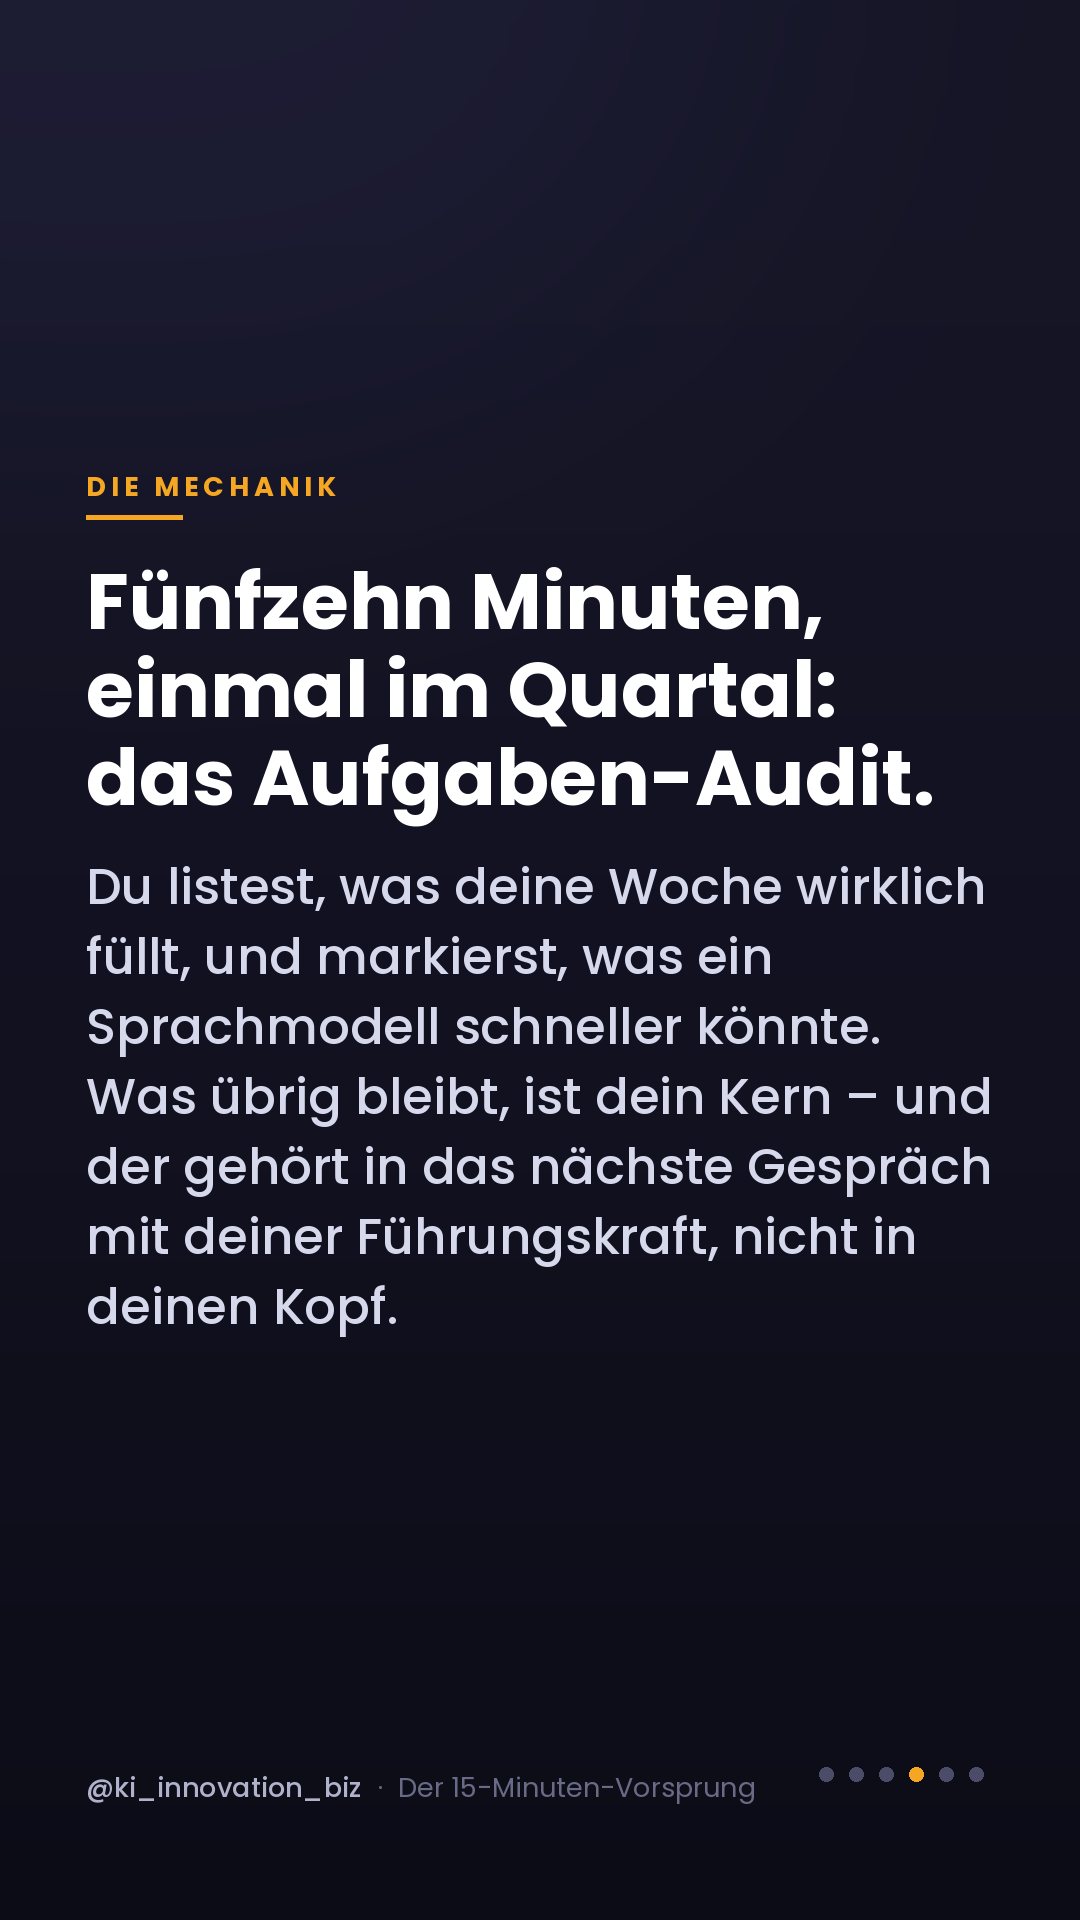 DIE MECHANIK
Fünfzehn Minuten,
einmal im Quartal:
das Aufgaben-Audit.
Du listest, was deine Woche wirklich
füllt, und markierst, was ein
Sprachmodell schneller könnte.
Was übrig bleibt, ist dein Kern – und
der gehört in das nächste Gespräch
mit deiner Führungskraft, nicht in
deinen Kopf.
@ki_innovation_biz · Der 15-Minuten-Vorsprung